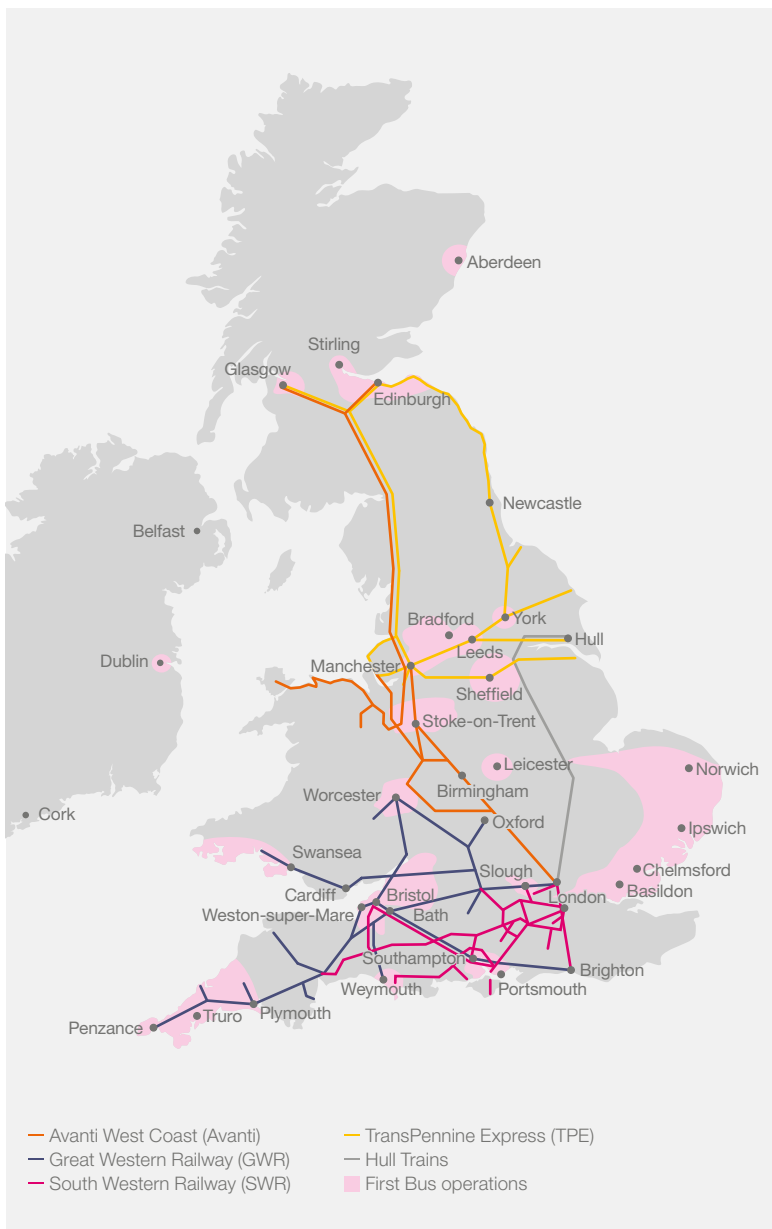 Aberdeen
Stirling
Glasgow
Edinburgh
Newcastle
Belfast
Bradford
York
Leeds
Hull
Dublin
Manchester
Sheffield
Stoke-on-Trent
Leicester
Norwich
Birmingham
Worcester
Cork
Oxford
Ipswich
Swansea
Slough
Chelmsford
Cardiff
Bristol
Basildon
London
Weston-super-Mare
Bath
Southampton
Brighton
Weymouth
Portsmouth
Truro
Plymouth
Penzance
Avanti West Coast (Avanti)
Great Western Railway (GWR)
South Western Railway (SWR)
TransPennine Express (TPE)
Hull Trains
First Bus operations